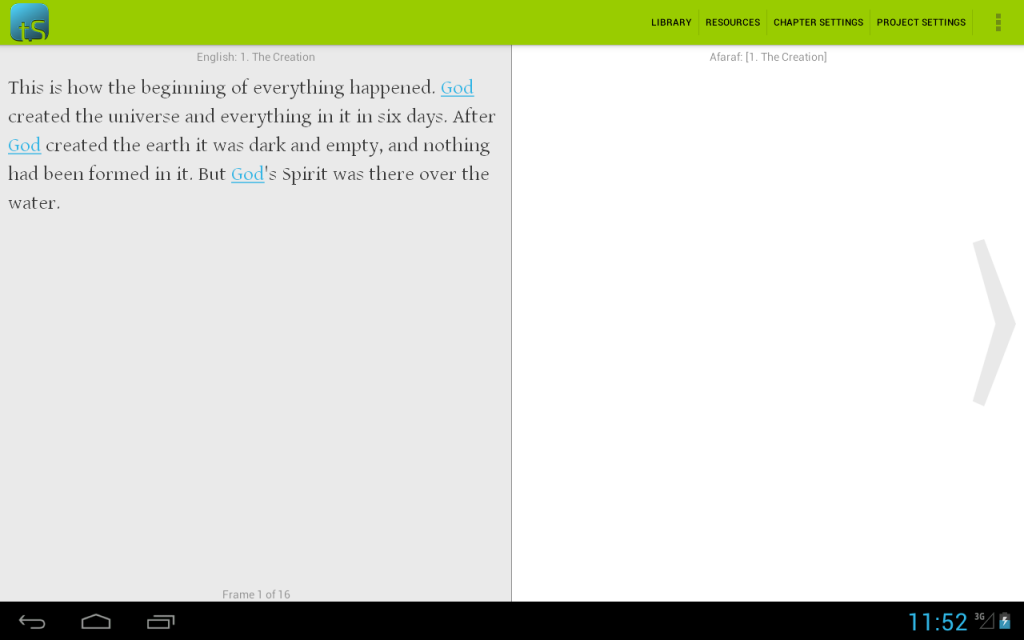 tS
LIBRARY RESOURCES CHAPTER SETTINGS PROJECT SETTINGS
English: 1. The Creation
This is how the beginning of everything happened. God
created the universe and everything in it in six days. After
God created the earth it was dark and empty, and nothing
had been formed in it. But God's Spirit was there over the
water.
Frame 1 of 16
Afaraf: [1. The Creation]
11:52 3G